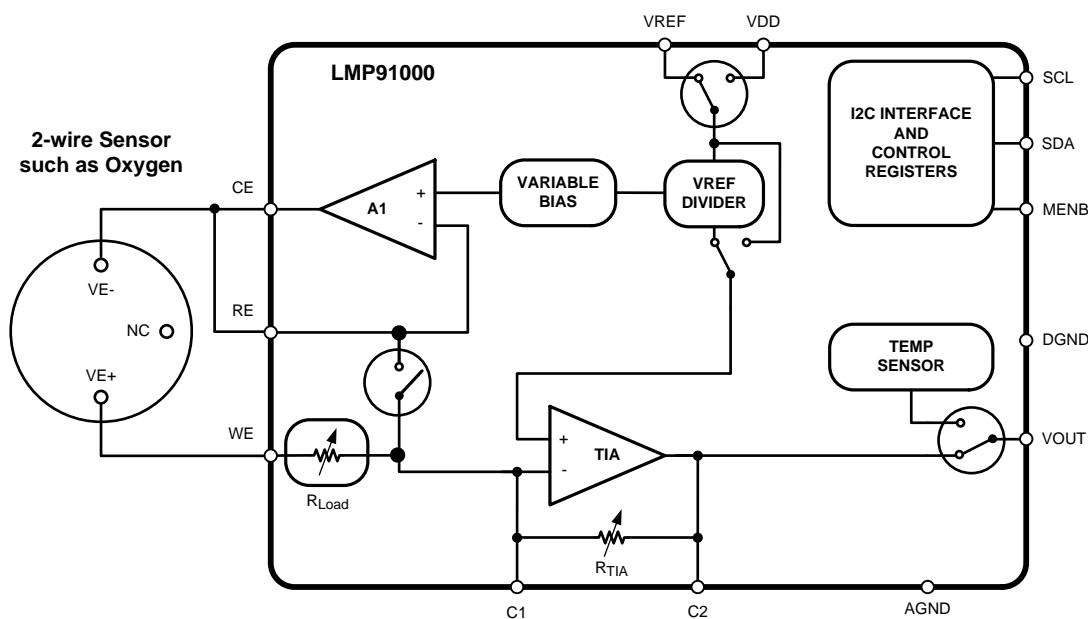 VREF
VDD
LMP91000
SCL
I2C INTERFACE
AND
CONTROL
REGISTERS
SDA
MENB
2-wire Sensor
such as Oxygen
CE
A1
+
-
VARIABLE
BIAS
VREF
DIVIDER
VE-
NC
RE
VE+
TEMP
SENSOR
DGND
WE
RLoad
+
-
TIA
VOUT
RTIA
C1
C2
AGND